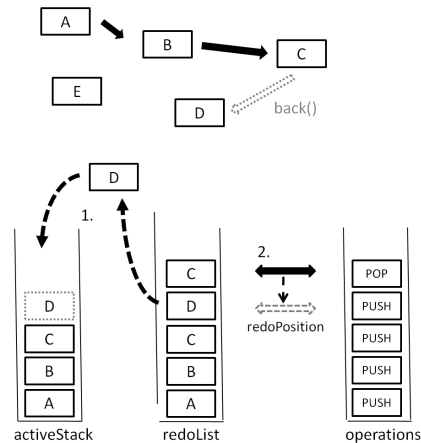 A
B
C
E
D
back()
D
1.
2.
C
POP
D
D
PUSH
redoPosition
C
C
PUSH
B
B
PUSH
A
A
PUSH
activeStack
redoList
operations